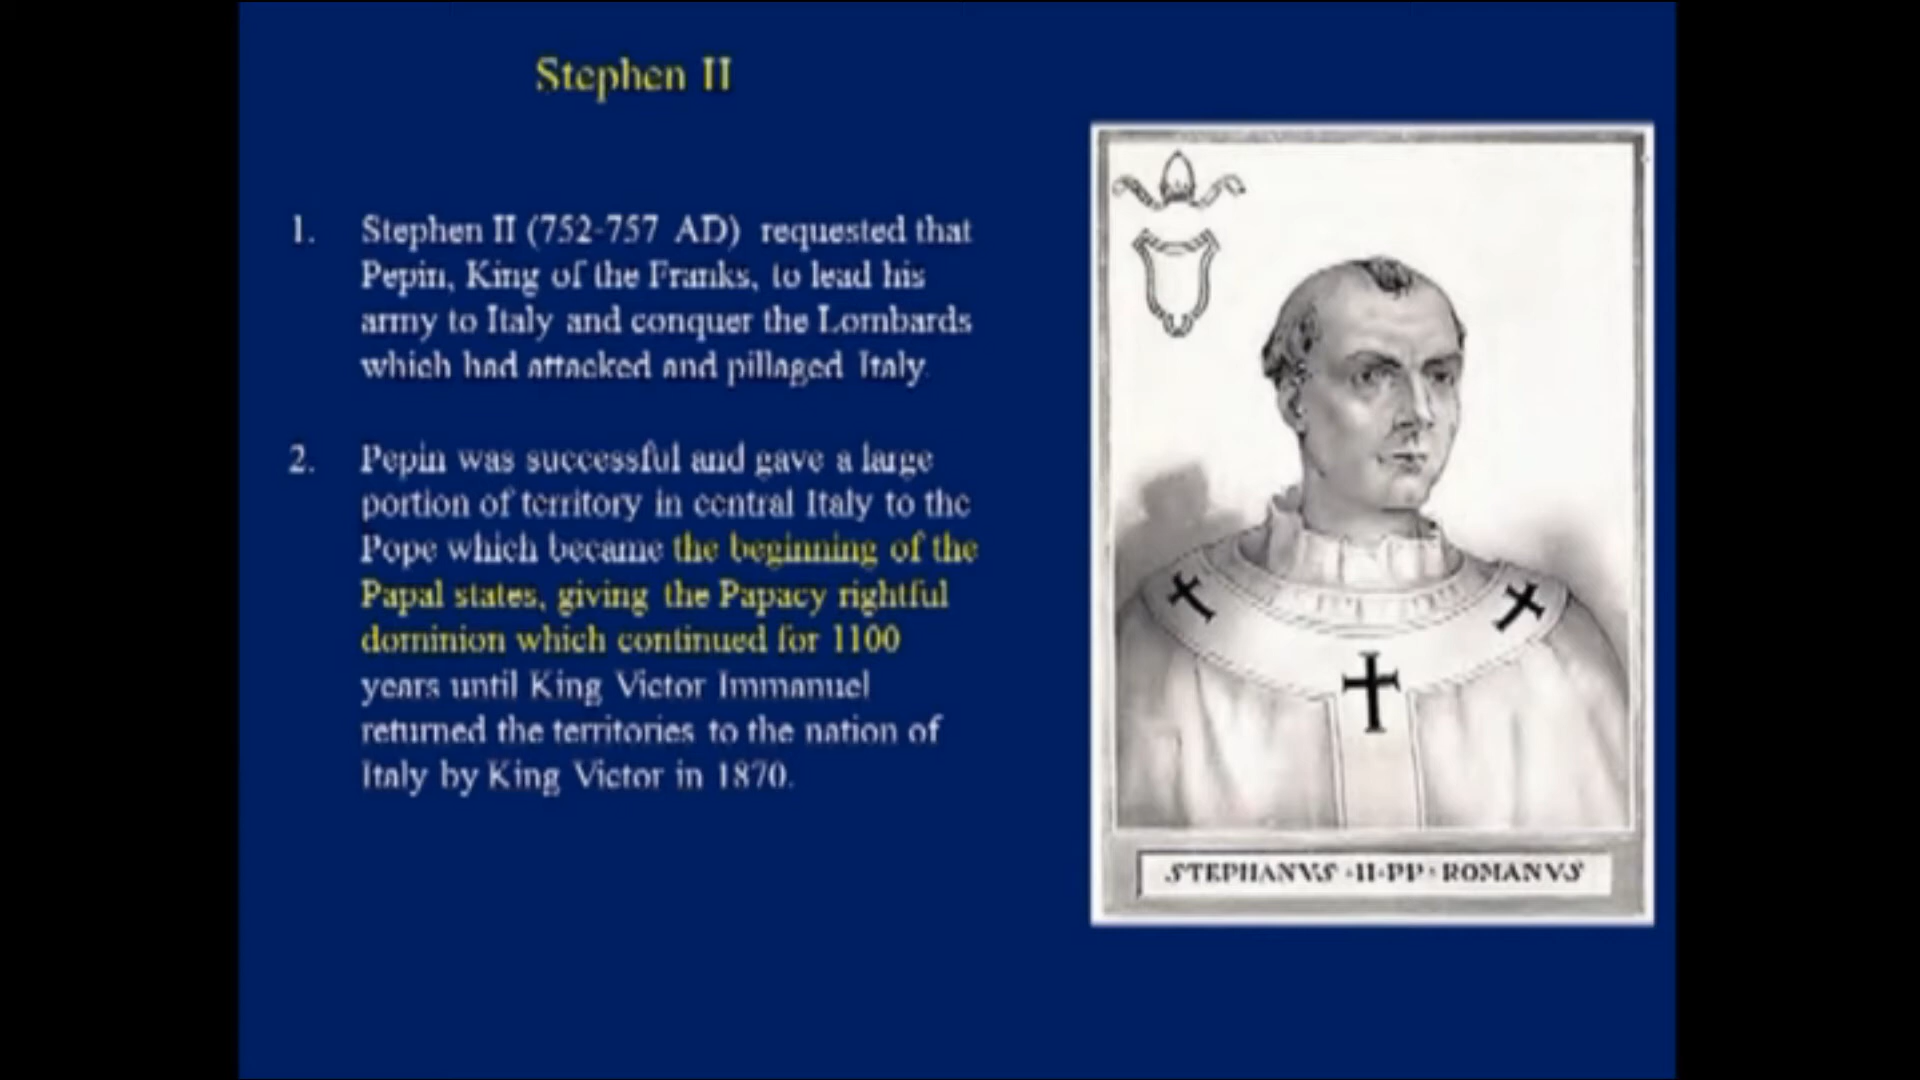 Stephen II
1. Stephen II (752-757 AD) requested that
Pepin, King of the Franks, to lead his
army to Italy and conquer the Lombards
which had attacked and pillaged Italy.
2. Pepin was successful and gave a large
portion of territory in central Italy to the
Pope which became the beginning of the
Papal states, giving the Papacy rightful
dominion which continued for 1100
years until King Victor Immanuel
returned the territories to the nation of
Italy by King Victor in 1870.
STEPHANVS · II · PP · ROMANVS